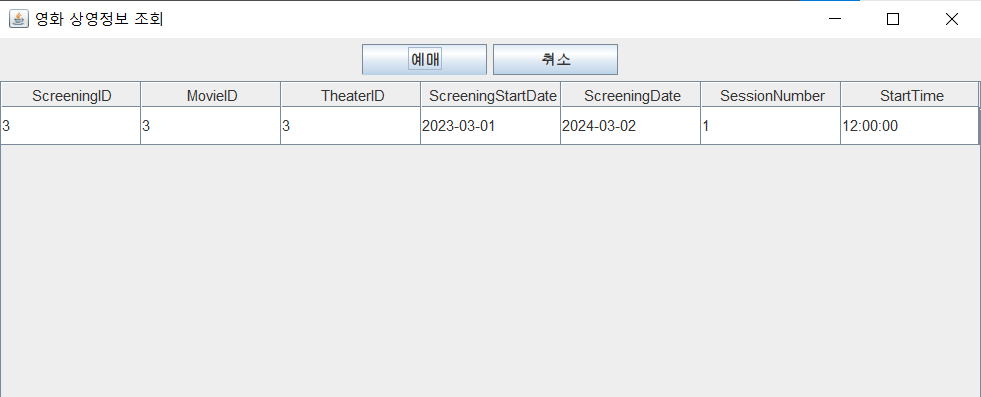 영화 상영정보 조회
예매 취소
ScreeningID MovieID TheaterID ScreeningStartDate ScreeningDate SessionNumber StartTime
3 3 3 2023-03-01 2024-03-02 1 12:00:00